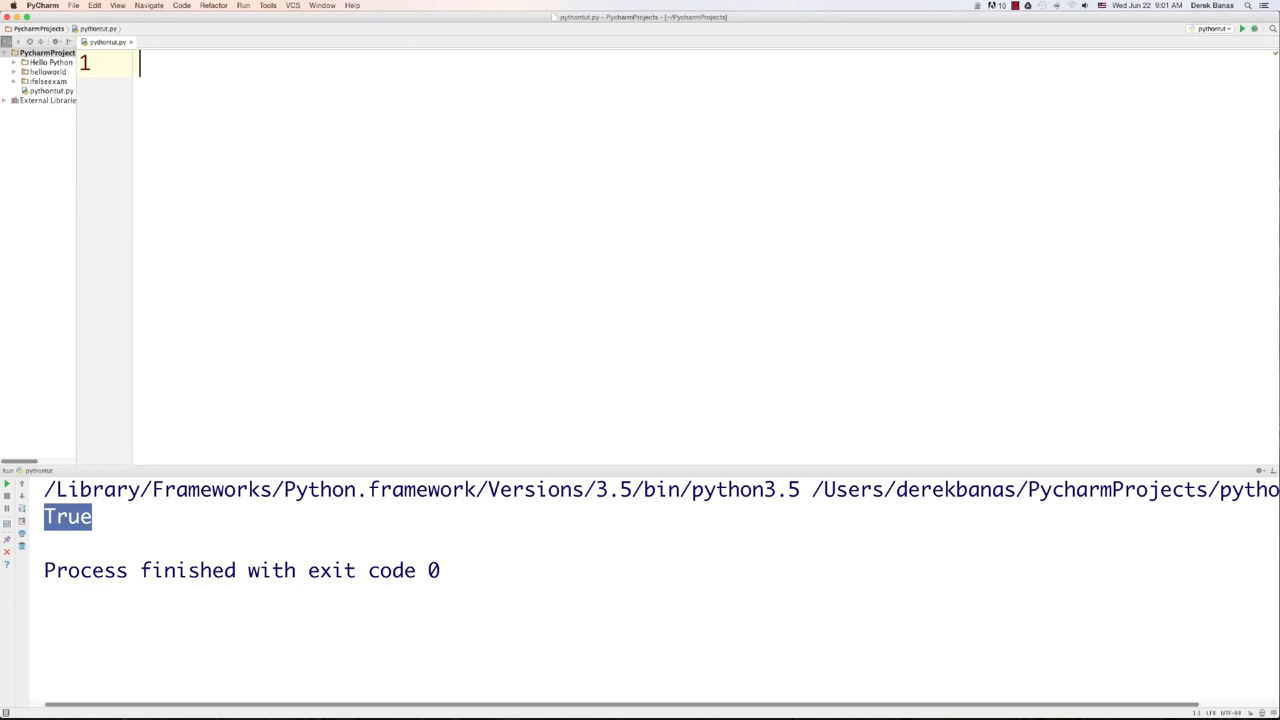 PyCharm File Edit View Navigate Code Refactor Run Tools VCS Window Help 10 Wed Jun 22 9:01 AM Derek Banas
pythontut.py - PycharmProjects - [~/PycharmProjects]
PycharmProjects pythontut.py pythontut
pythontut.py
1
PycharmProject
Hello Python
helloworld
ifelseexam
pythontut.py
External Librarie
Run pythontut
/Library/Frameworks/Python.framework/Versions/3.5/bin/python3.5 /Users/derekbanas/PycharmProjects/pytho
True
Process finished with exit code 0
1:1 LF UTF-8